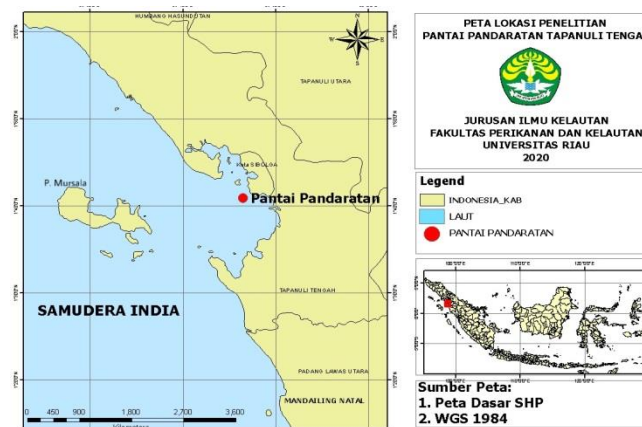 HUMBANG HASUNDUTAN
TAPANULI UTARA
N
W
E
S
Kota SIBOLGA
P. Mursala
Pantai Pandaratan
TAPANULI TENGAH
SAMUDERA INDIA
PADANG LAWAS UTARA
MANDAILING NATAL
0 450 900 1,800 2,700 3,600
Kilometers
PETA LOKASI PENELITIAN
PANTAI PANDARATAN TAPANULI TENGA
JURUSAN ILMU KELAUTAN
FAKULTAS PERIKANAN DAN KELAUTAN
UNIVERSITAS RIAU
2020
Legend
INDONESIA_KAB
LAUT
PANTAI PANDARATAN
Sumber Peta:
1. Peta Dasar SHP
2. WGS 1984